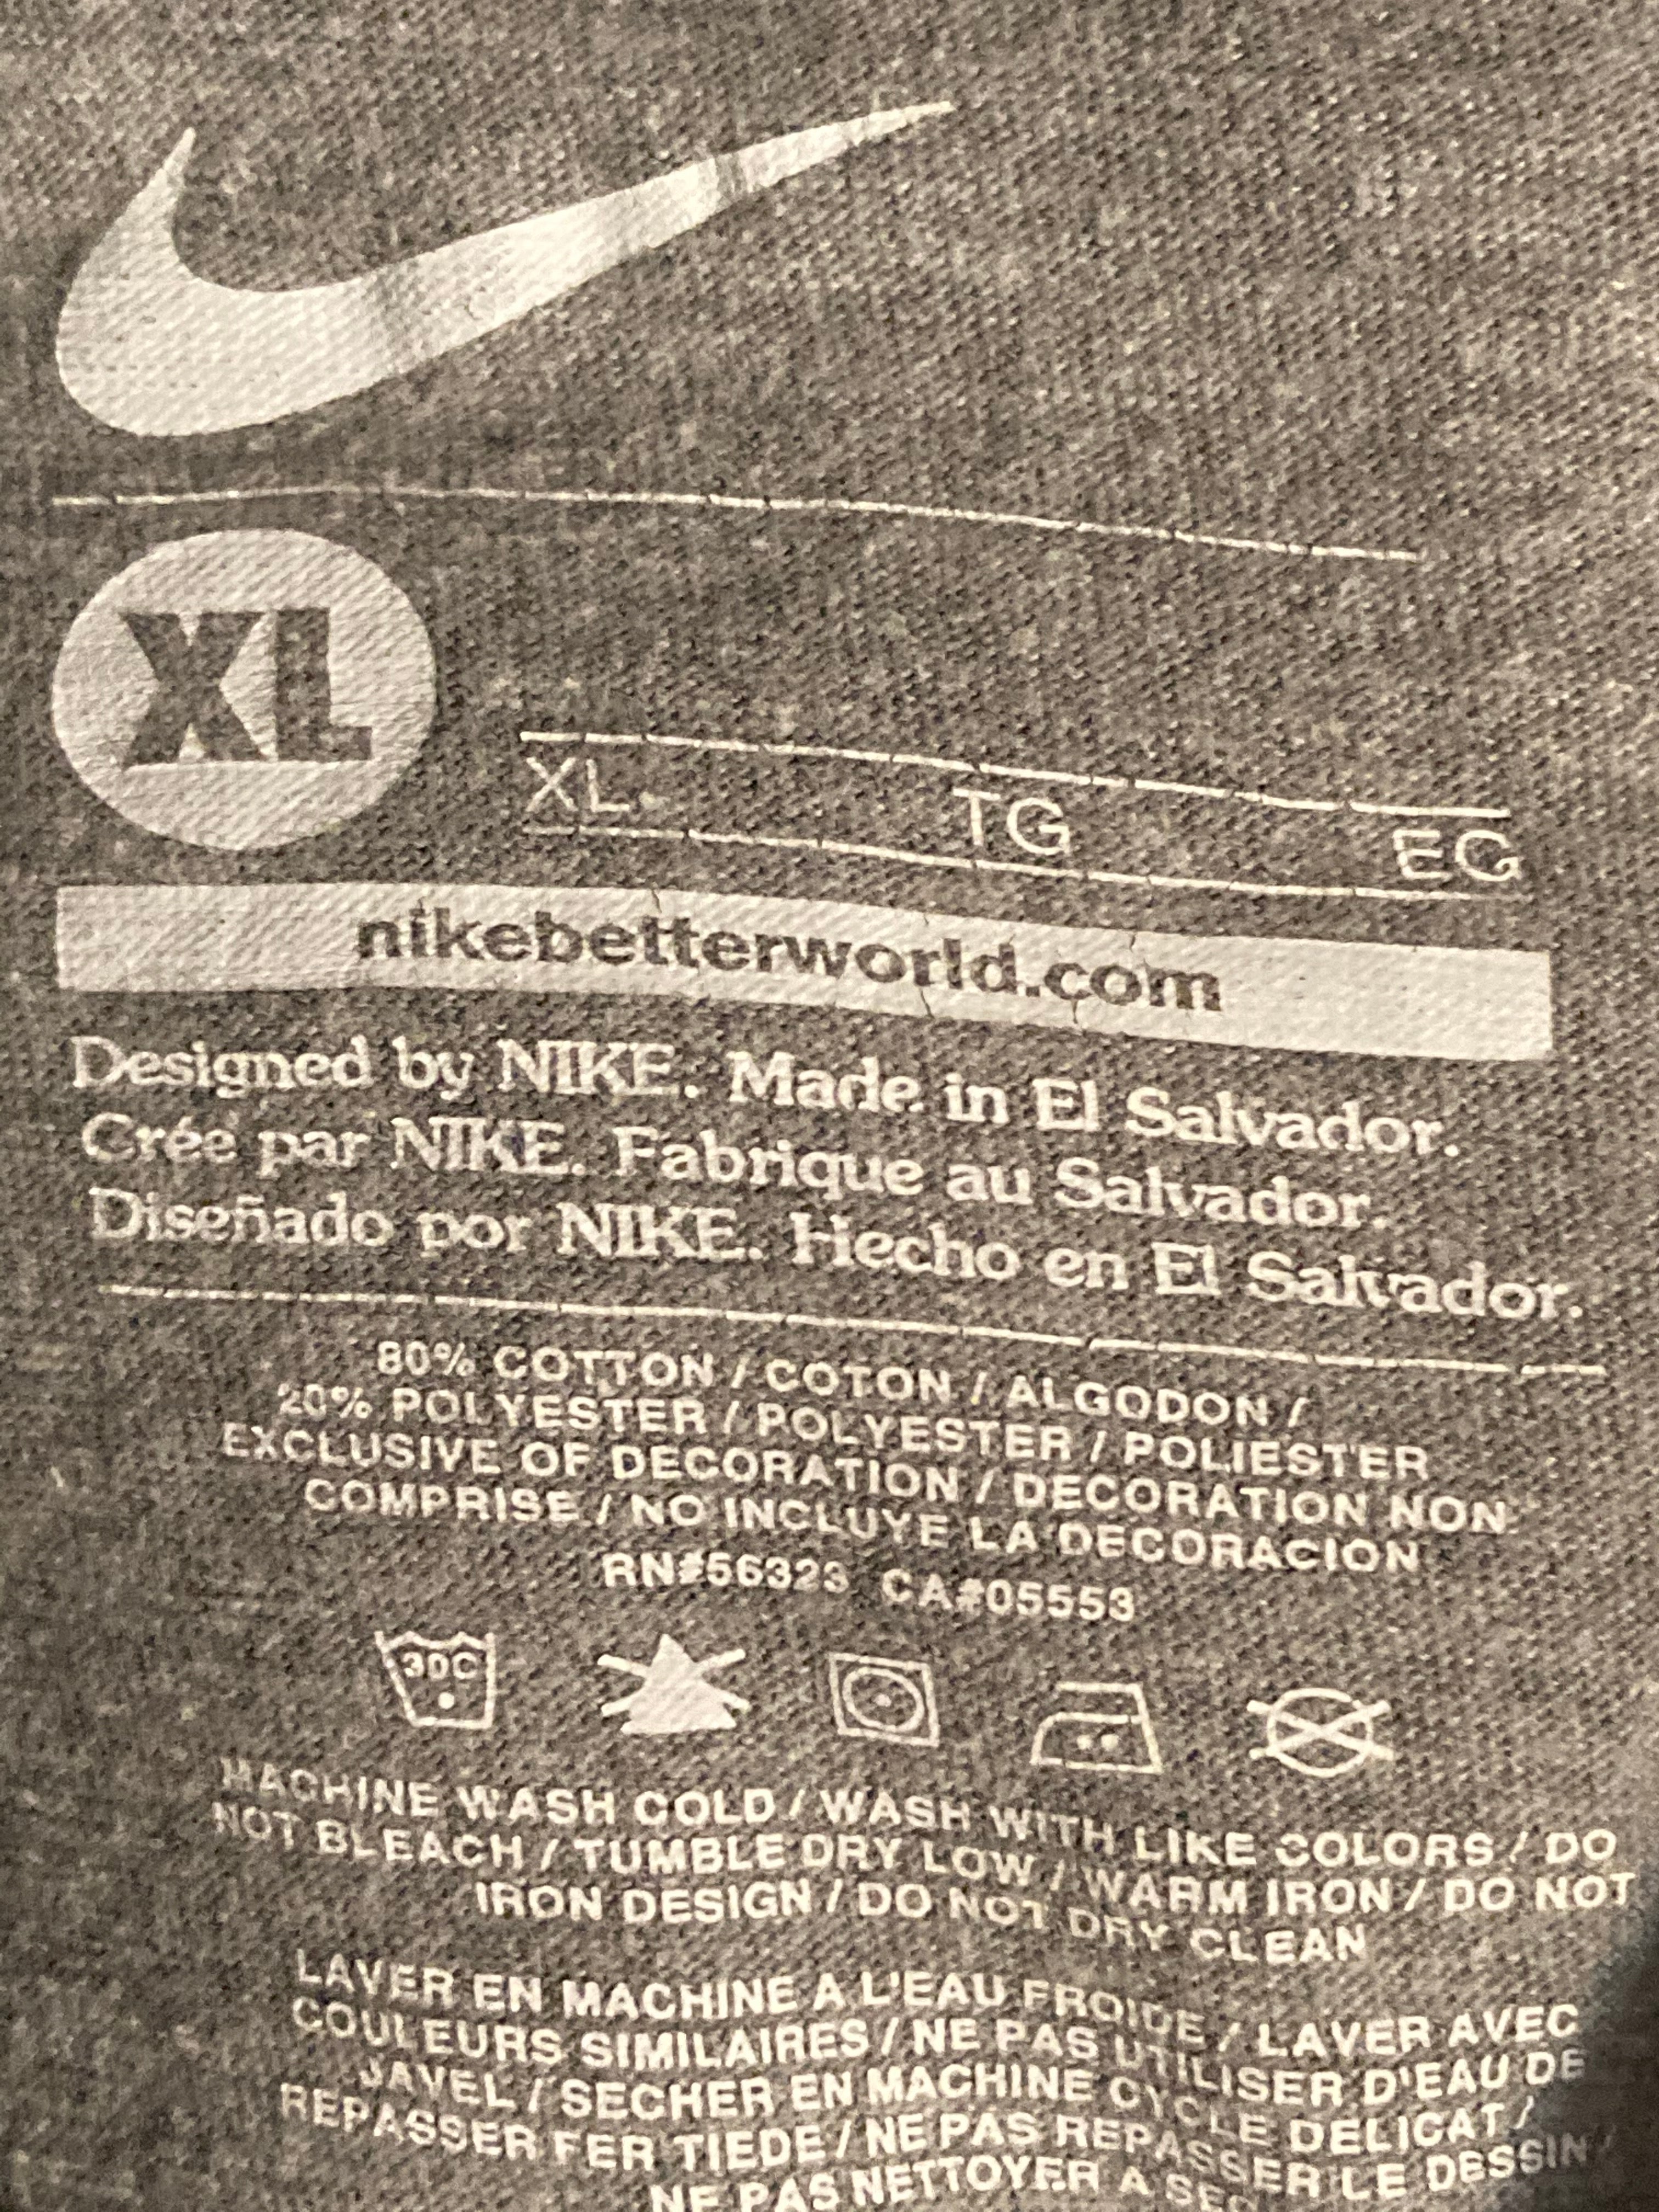 XL
XL TG EG
nikebetterworld.com
Designed by NIKE. Made in El Salvador.
Crée par NIKE. Fabrique au Salvador.
Diseñado por NIKE. Hecho en El Salvador.
80% COTTON / COTON / ALGODON /
20% POLYESTER / POLYESTER / POLIESTER
EXCLUSIVE OF DECORATION / DECORATION NON
COMPRISE / NO INCLUYE LA DECORACION
RN#56323 CA#05553
30C
MACHINE WASH COLD / WASH WITH LIKE COLORS / DO
NOT BLEACH / TUMBLE DRY LOW / WARM IRON / DO NOT
IRON DESIGN / DO NOT DRY CLEAN
LAVER EN MACHINE A L'EAU FROIDE / LAVER AVEC
COULEURS SIMILAIRES / NE PAS UTILISER D'EAU DE
JAVEL / SECHER EN MACHINE CYCLE DELICAT /
REPASSER FER TIEDE / NE PAS REPASSER LE DESSIN /
NE PAS NETTOYER A SEC